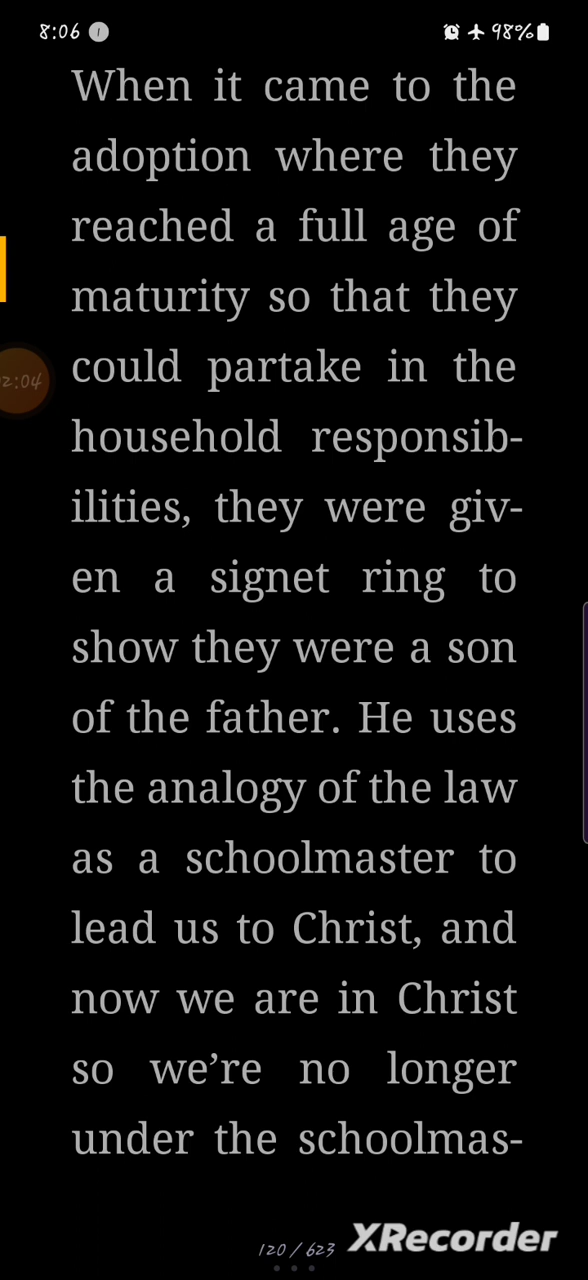 8:06
98%
When it came to the
adoption where they
reached a full age of
maturity so that they
could partake in the
02:04
household responsib-
ilities, they were giv-
en a signet ring to
show they were a son
of the father. He uses
the analogy of the law
as a schoolmaster to
lead us to Christ, and
now we are in Christ
so we’re no longer
under the schoolmas-
120 / 623
XRecorder